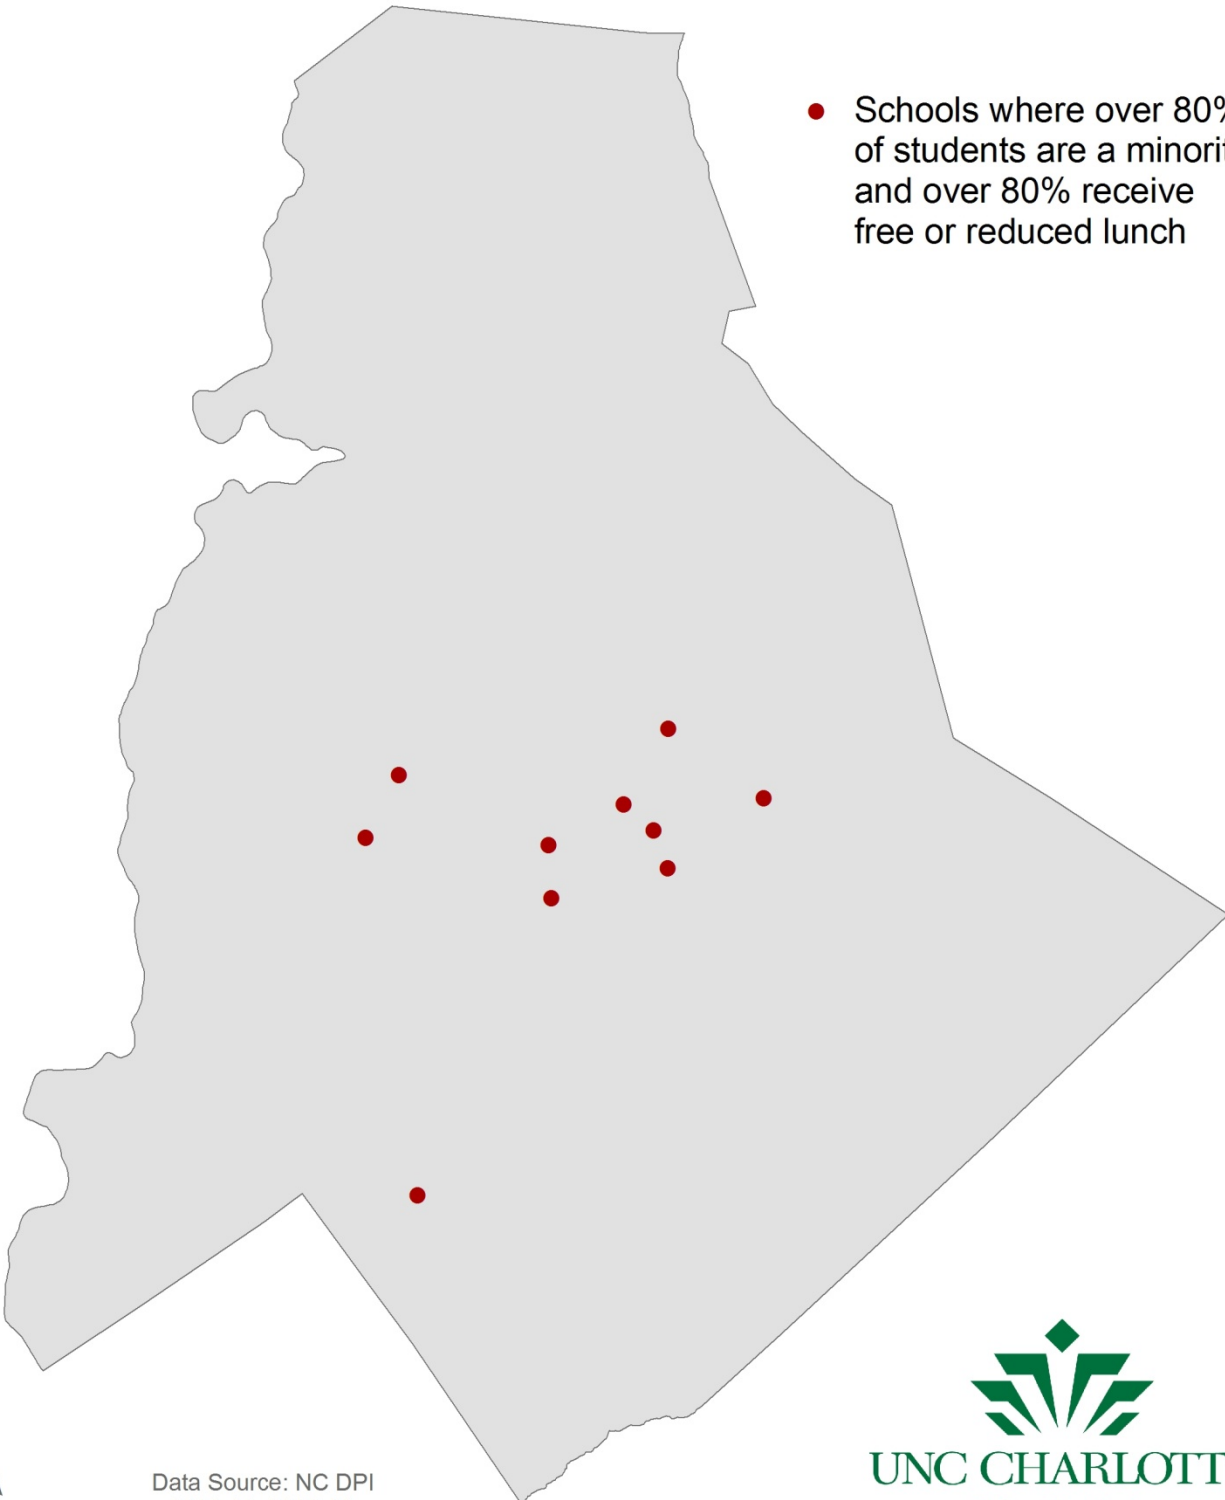 Schools where over 80%
of students are a minorit
and over 80% receive
free or reduced lunch
Data Source: NC DPI
UNC CHARLOTT